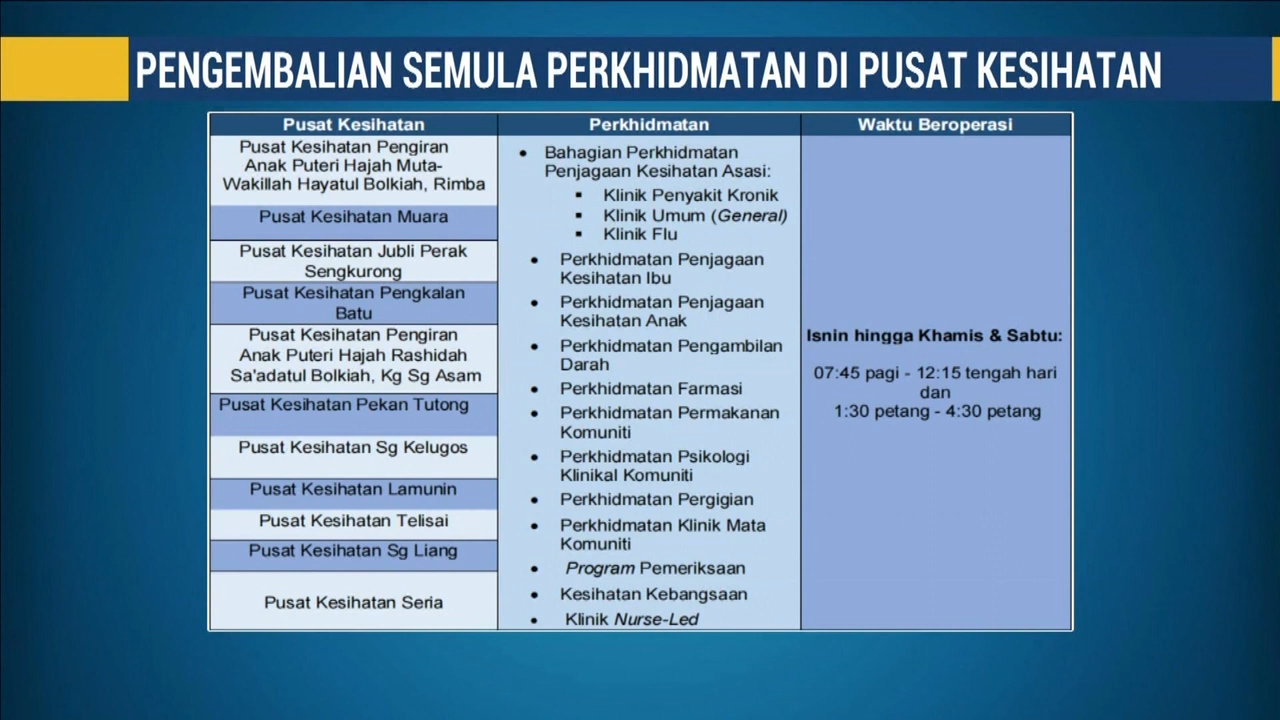 PENGEMBALIAN SEMULA PERKHIDMATAN DI PUSAT KESIHATAN
Pusat Kesihatan
Pusat Kesihatan Pengiran
Anak Puteri Hajah Muta-
Wakillah Hayatul Bolkiah, Rimba
Pusat Kesihatan Muara
Pusat Kesihatan Jubli Perak
Sengkurong
Pusat Kesihatan Pengkalan
Batu
Pusat Kesihatan Pengiran
Anak Puteri Hajah Rashidah
Sa'adatul Bolkiah, Kg Sg Asam
Pusat Kesihatan Pekan Tutong
Pusat Kesihatan Sg Kelugos
Pusat Kesihatan Lamunin
Pusat Kesihatan Telisai
Pusat Kesihatan Sg Liang
Pusat Kesihatan Seria
Perkhidmatan
• Bahagian Perkhidmatan
Penjagaan Kesihatan Asasi:
▪ Klinik Penyakit Kronik
▪ Klinik Umum (General)
▪ Klinik Flu
• Perkhidmatan Penjagaan
Kesihatan Ibu
• Perkhidmatan Penjagaan
Kesihatan Anak
• Perkhidmatan Pengambilan
Darah
• Perkhidmatan Farmasi
• Perkhidmatan Permakanan
Komuniti
• Perkhidmatan Psikologi
Klinikal Komuniti
• Perkhidmatan Pergigian
• Perkhidmatan Klinik Mata
Komuniti
• Program Pemeriksaan
• Kesihatan Kebangsaan
• Klinik Nurse-Led
Waktu Beroperasi
Isnin hingga Khamis & Sabtu:
07:45 pagi - 12:15 tengah hari
dan
1:30 petang - 4:30 petang